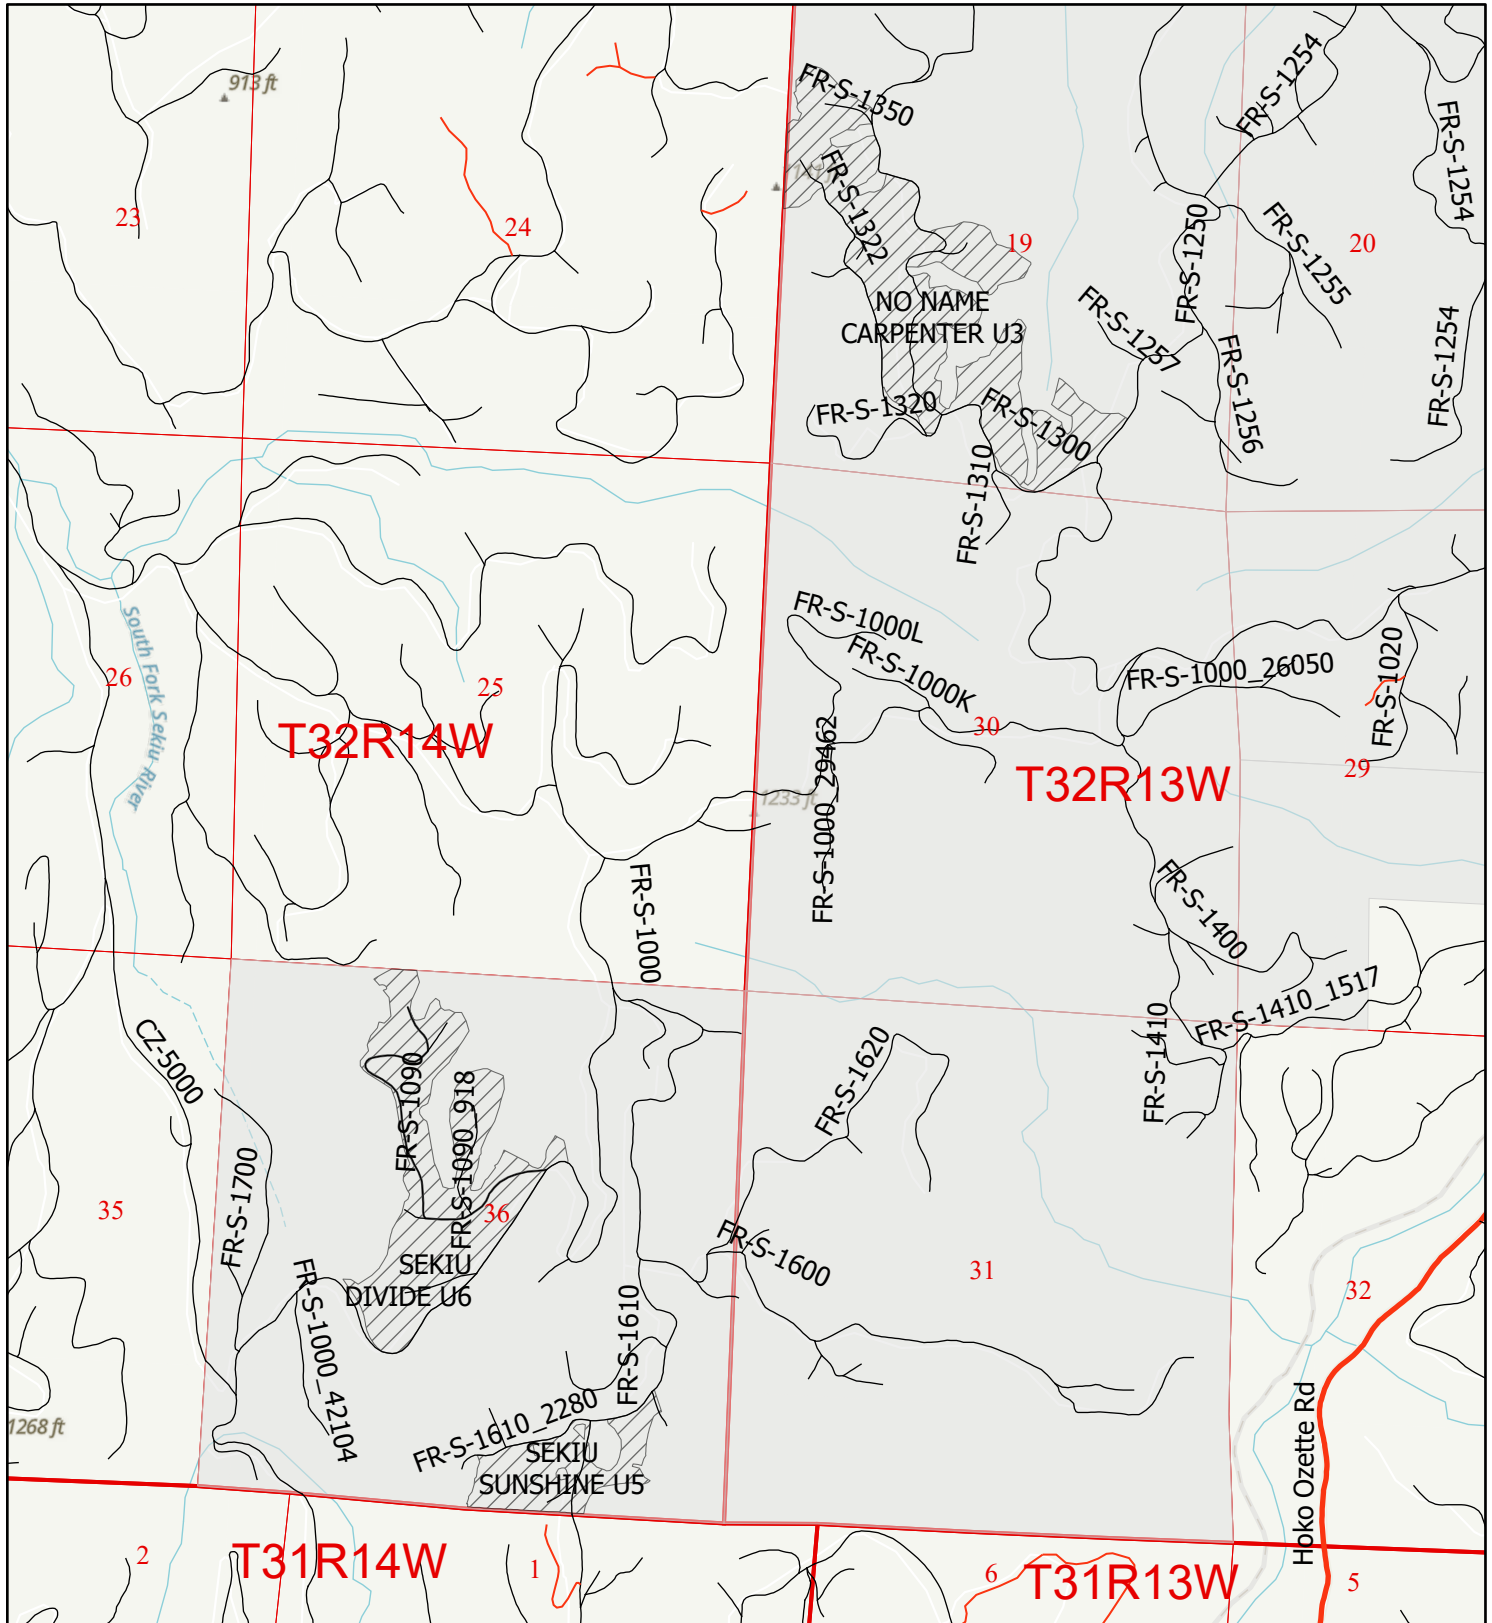 913 ft
FR-S-1350
FR-S-1254
FR-S-1254
FR-S-1322
23
24
19
20
FR-S-1250
FR-S-1255
NO NAME
CARPENTER U3
FR-S-1257
FR-S-1254
FR-S-1256
FR-S-1320
FR-S-1300
FR-S-1310
South Fork Sekiu River
FR-S-1000L
FR-S-1000K
FR-S-1000_26050
FR-S-1020
26
25
30
29
T32R14W
T32R13W
FR-S-1000_29462
1233 ft
FR-S-1000
FR-S-1400
FR-S-1410_1517
FR-S-1410
CZ-5000
FR-S-1620
FR-S-1090
FR-S-1090_918
FR-S-1700
35
36
31
32
SEKIU
DIVIDE U6
FR-S-1600
FR-S-1000_42104
FR-S-1610
FR-S-1610_2280
1268 ft
SEKIU
SUNSHINE U5
Hoko Ozette Rd
2
T31R14W
1
6
T31R13W
5